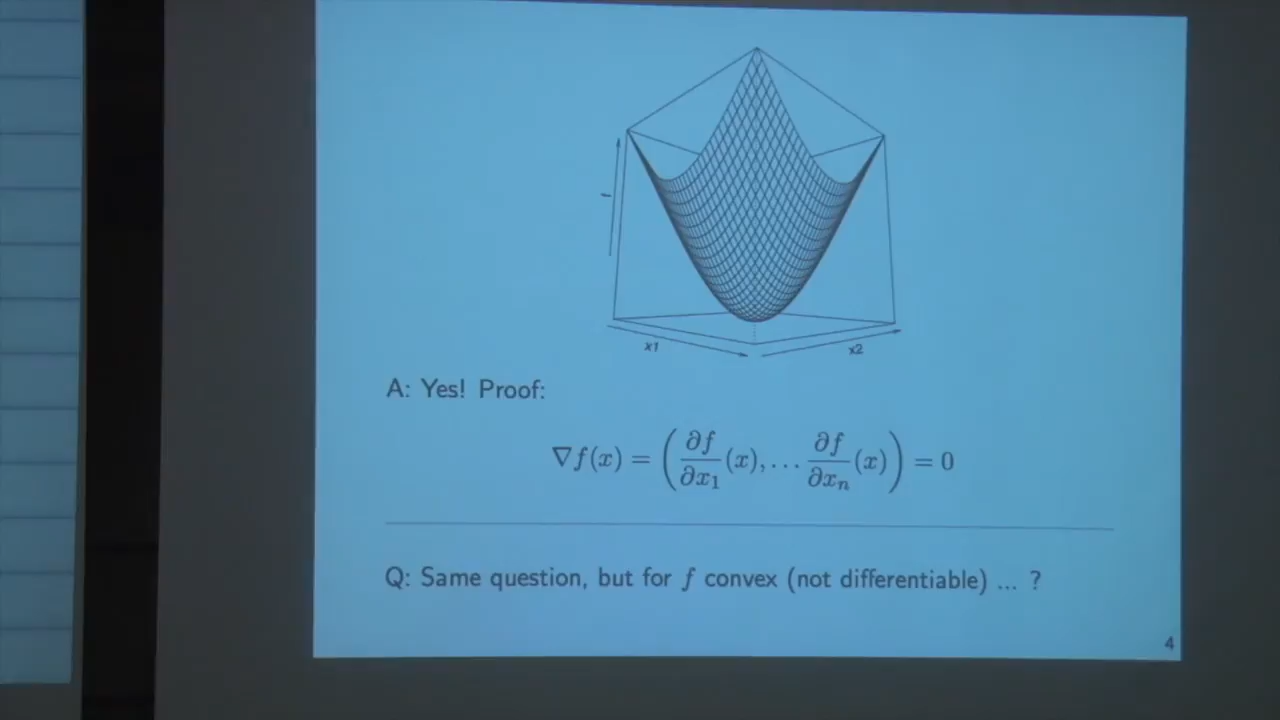 f
x1
x2
A: Yes! Proof:
∇f(x) = (∂f/∂x₁ (x), … ∂f/∂xₙ (x)) = 0
Q: Same question, but for f convex (not differentiable) ... ?
4